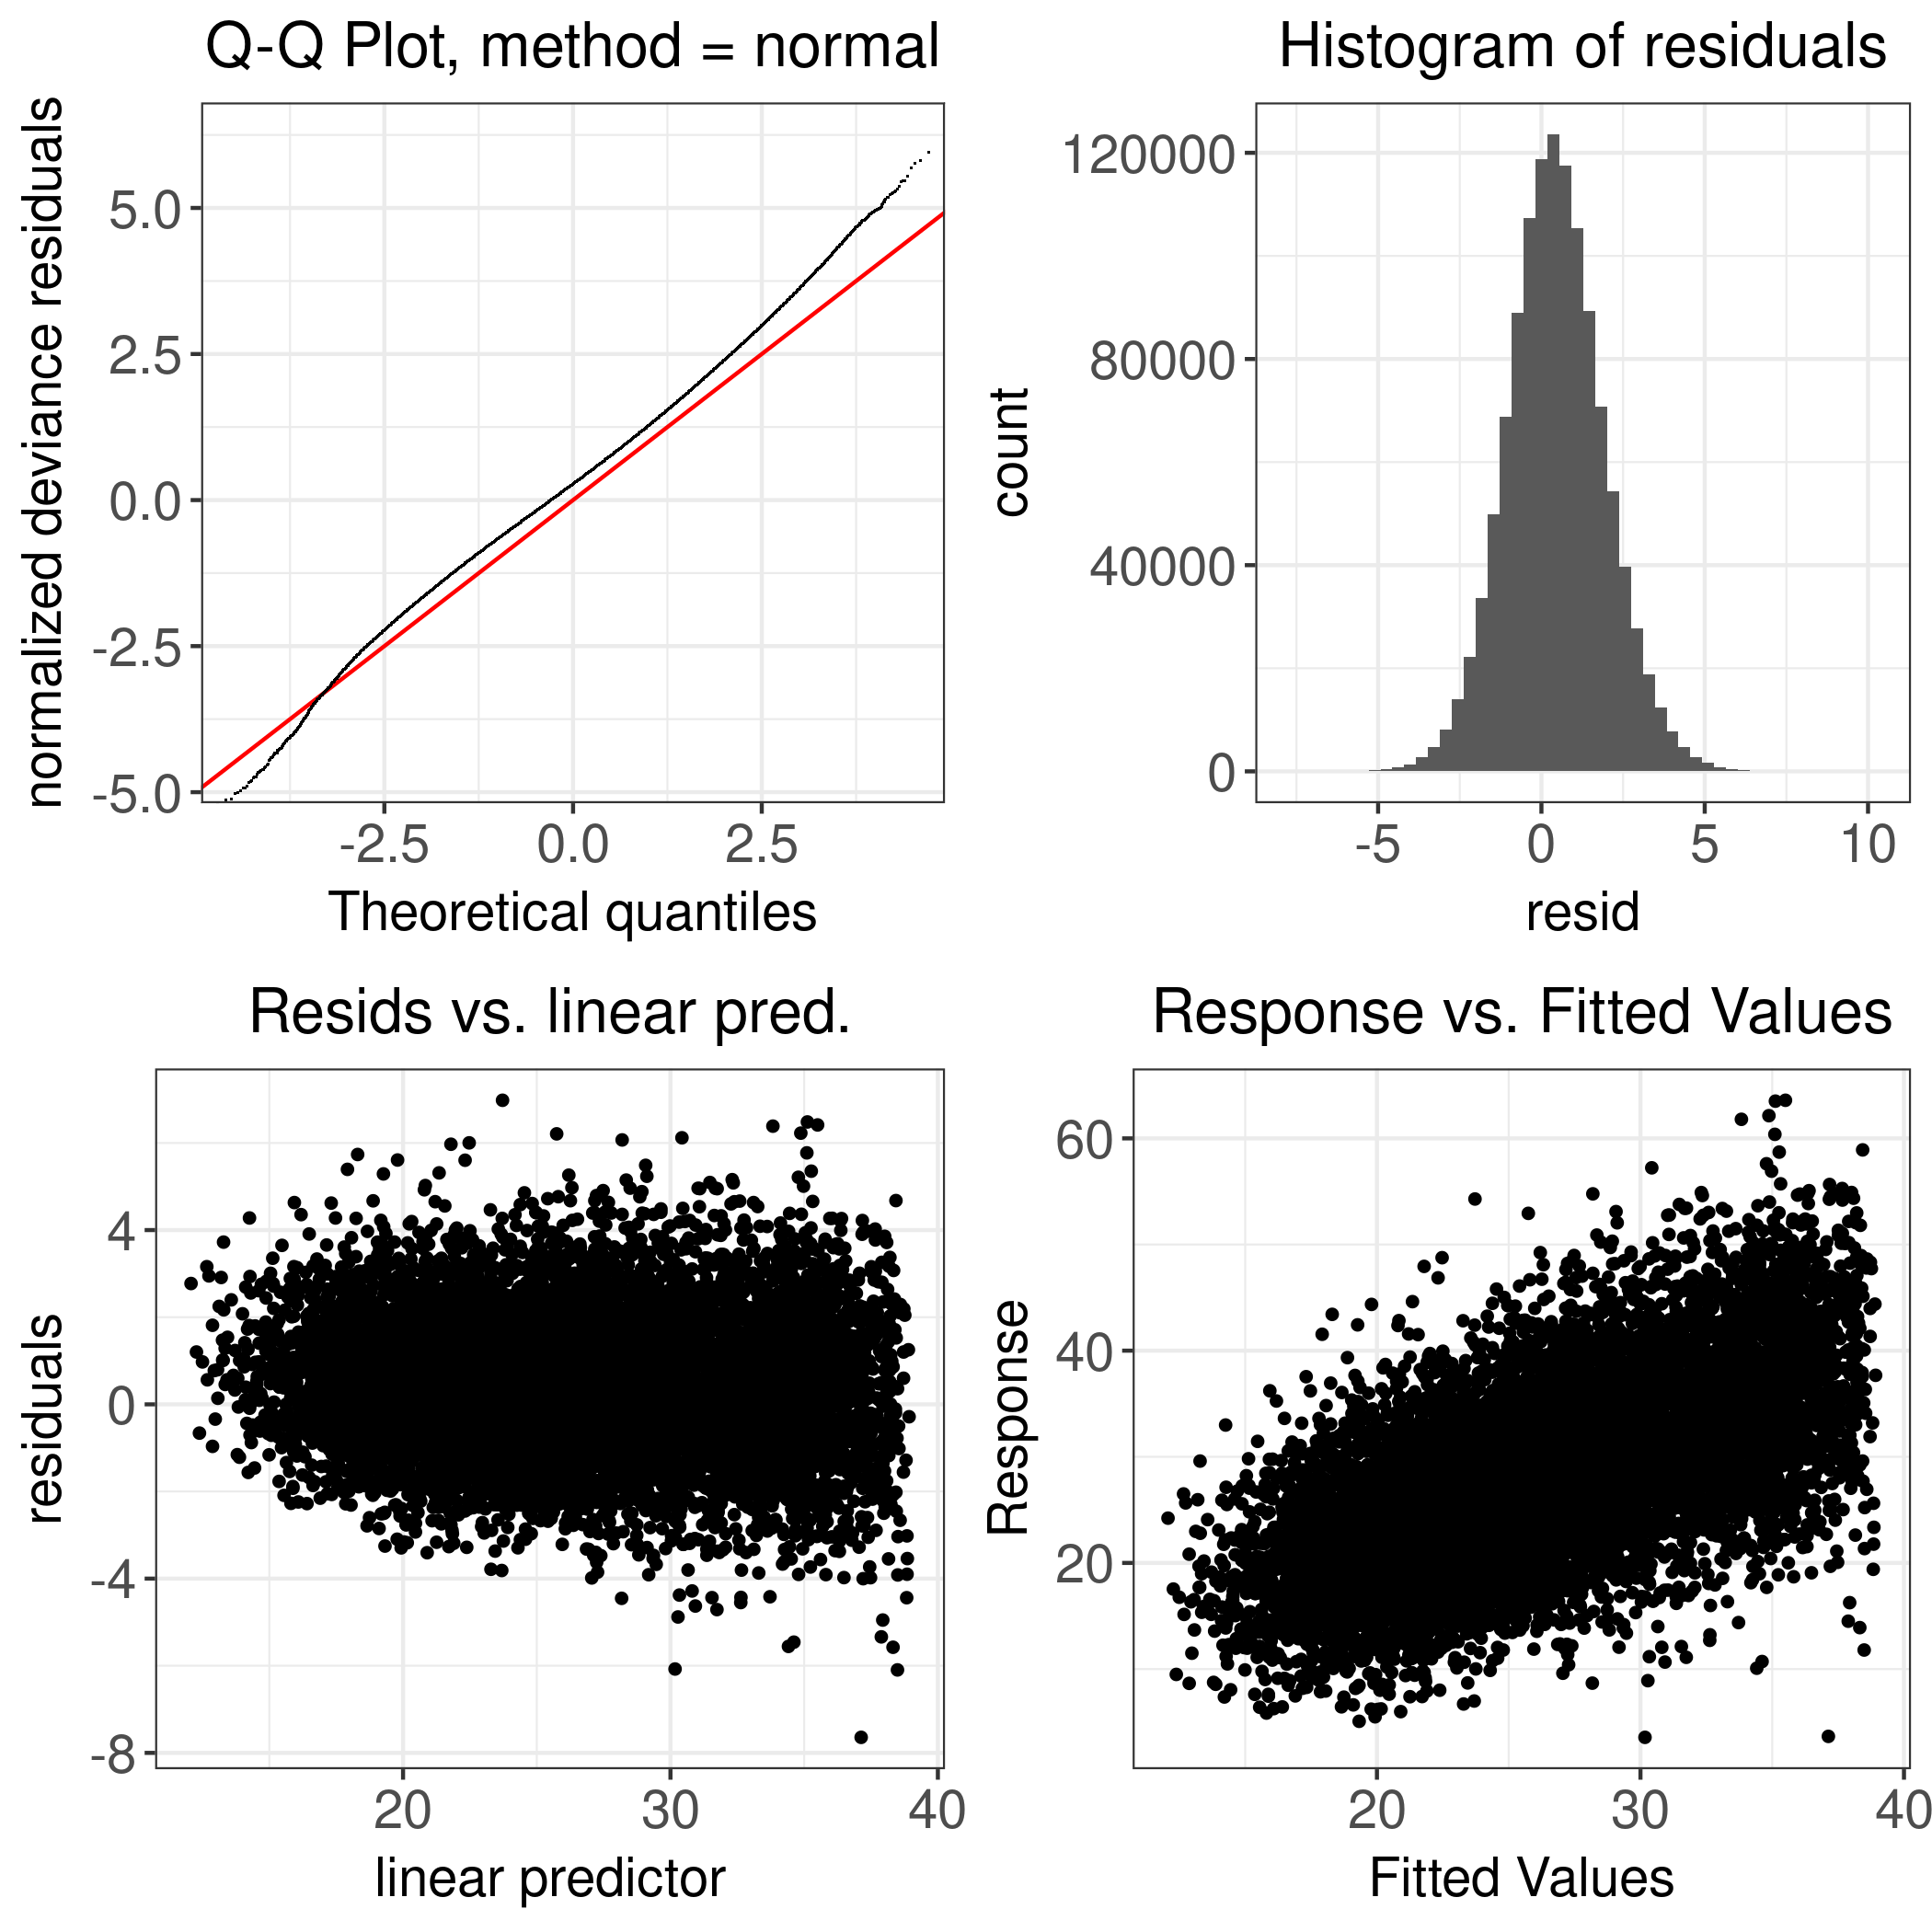 Q-Q Plot, method = normal
normalized deviance residuals
5.0
2.5
0.0
-2.5
-5.0
-2.5
0.0
2.5
Theoretical quantiles
Histogram of residuals
count
120000
80000
40000
0
-5
0
5
10
resid
Resids vs. linear pred.
residuals
4
0
-4
-8
20
30
40
linear predictor
Response vs. Fitted Values
Response
60
40
20
20
30
40
Fitted Values